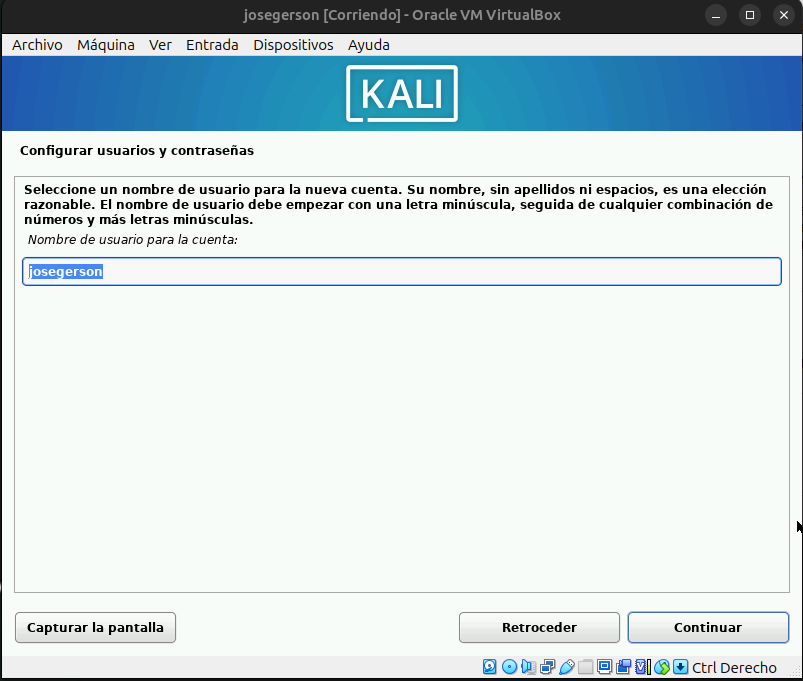 josegerson [Corriendo] - Oracle VM VirtualBox
Archivo Máquina Ver Entrada Dispositivos Ayuda
KALI
Configurar usuarios y contraseñas
Seleccione un nombre de usuario para la nueva cuenta. Su nombre, sin apellidos ni espacios, es una elección
razonable. El nombre de usuario debe empezar con una letra minúscula, seguida de cualquier combinación de
números y más letras minúsculas.
Nombre de usuario para la cuenta:
josegerson
Capturar la pantalla
Retroceder
Continuar
Ctrl Derecho